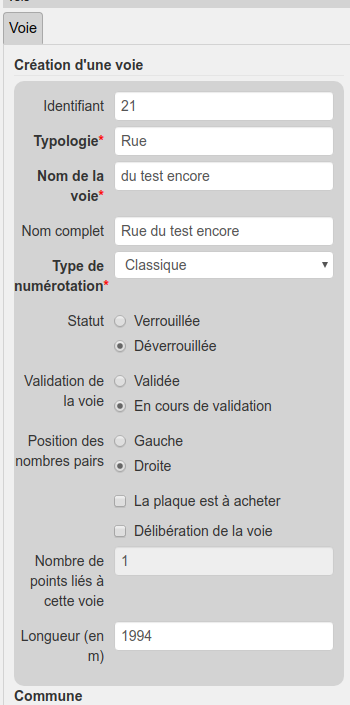 Voie
Création d'une voie
Identifiant 21
Typologie* Rue
Nom de la voie* du test encore
Nom complet Rue du test encore
Type de numérotation* Classique
Statut
Verrouillée
Déverrouillée
Validation de la voie
Validée
En cours de validation
Position des nombres pairs
Gauche
Droite
La plaque est à acheter
Délibération de la voie
Nombre de points liés à cette voie 1
Longueur (en m) 1994
Commune